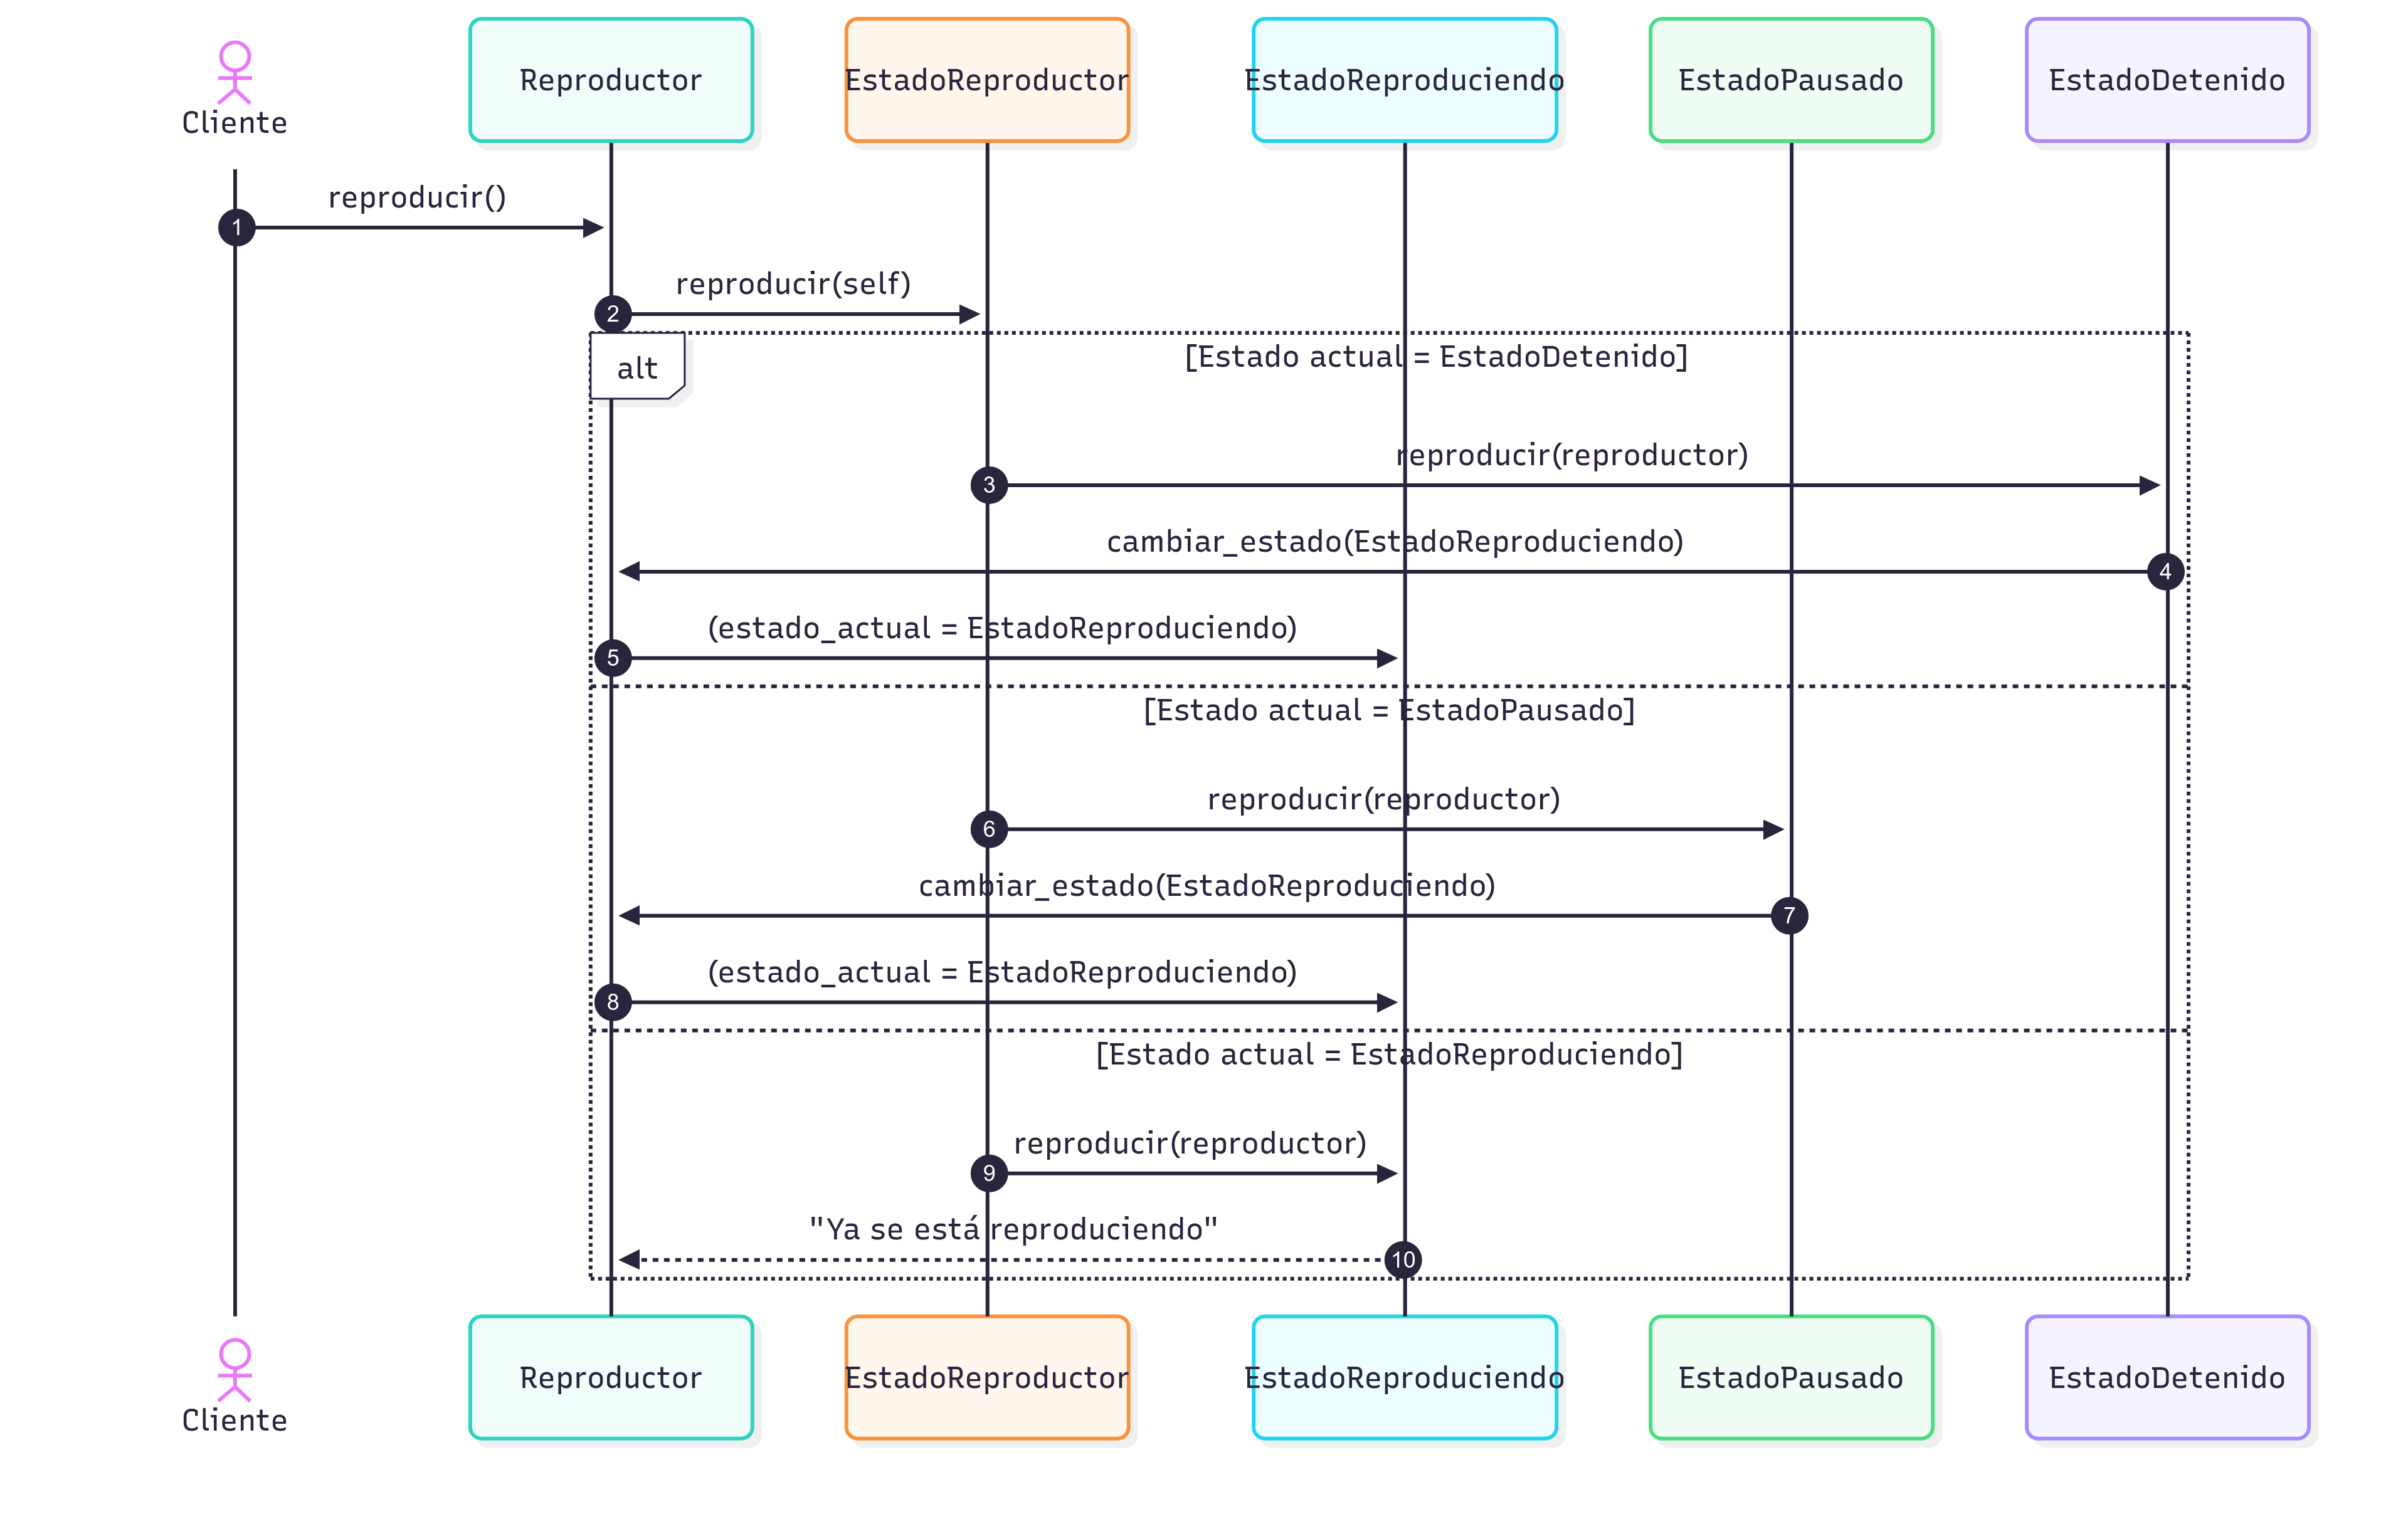 Cliente
Reproductor
EstadoReproductor
EstadoReproduciendo
EstadoPausado
EstadoDetenido
reproducir()
1
reproducir(self)
2
alt
[Estado actual = EstadoDetenido]
reproducir(reproductor)
3
cambiar_estado(EstadoReproduciendo)
4
(estado_actual = EstadoReproduciendo)
5
[Estado actual = EstadoPausado]
reproducir(reproductor)
6
cambiar_estado(EstadoReproduciendo)
7
(estado_actual = EstadoReproduciendo)
8
[Estado actual = EstadoReproduciendo]
reproducir(reproductor)
9
"Ya se está reproduciendo"
10
Cliente
Reproductor
EstadoReproductor
EstadoReproduciendo
EstadoPausado
EstadoDetenido